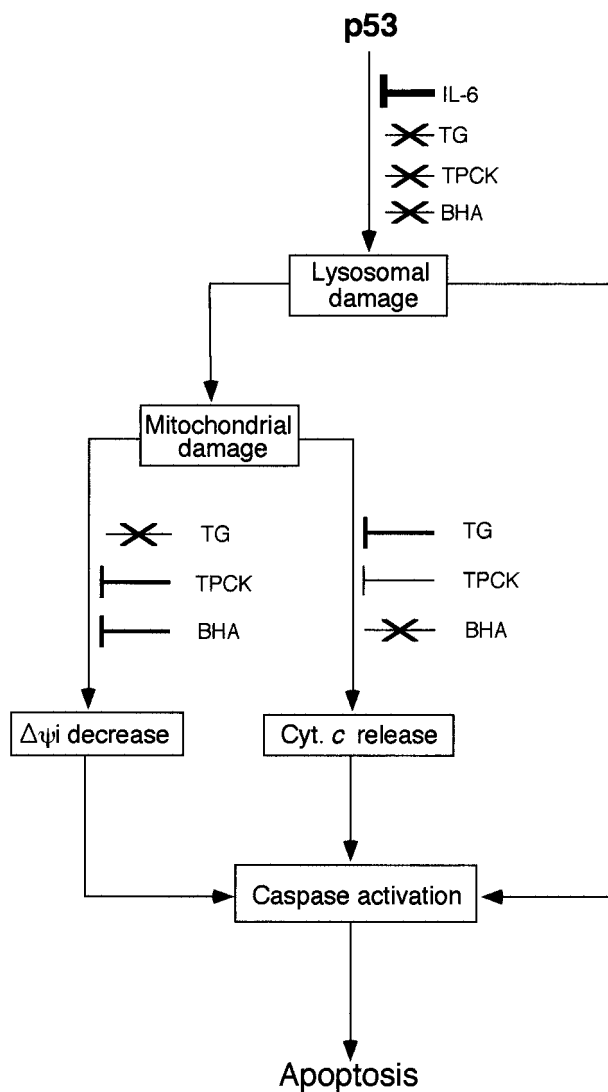 p53
IL-6
TG
TPCK
BHA
Lysosomal
damage
Mitochondrial
damage
TG
TG
TPCK
TPCK
BHA
BHA
Δψi decrease
Cyt. c release
Caspase activation
Apoptosis